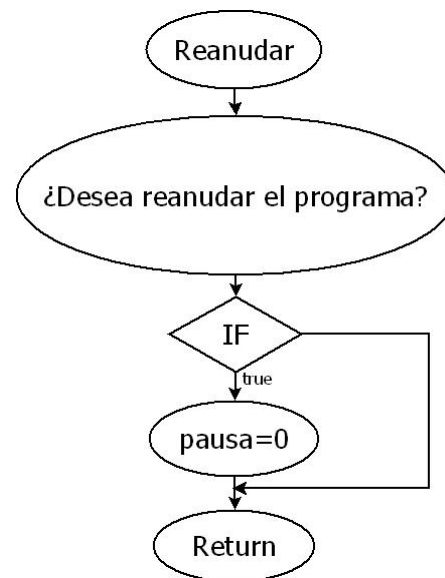 Reanudar
¿Desea reanudar el programa?
IF
true
pausa=0
Return